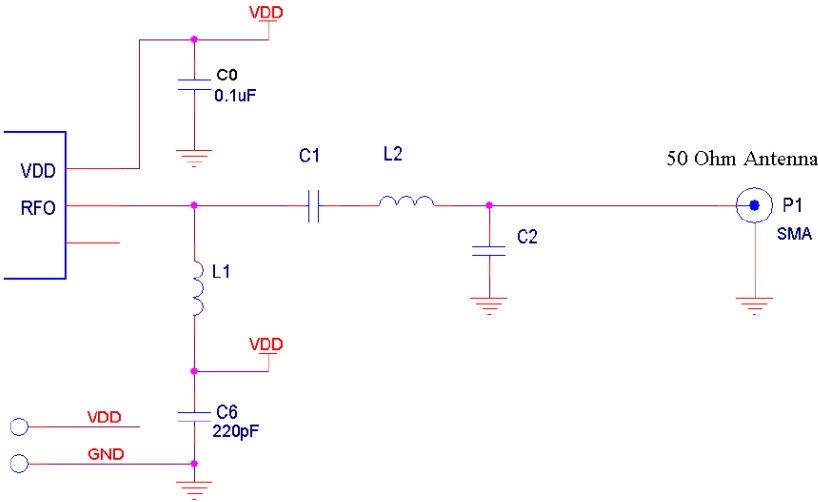 VDD
C0
0.1uF
C1
L2
50 Ohm Antenna
VDD
RFO
P1
SMA
C2
L1
VDD
C6
220pF
VDD
GND